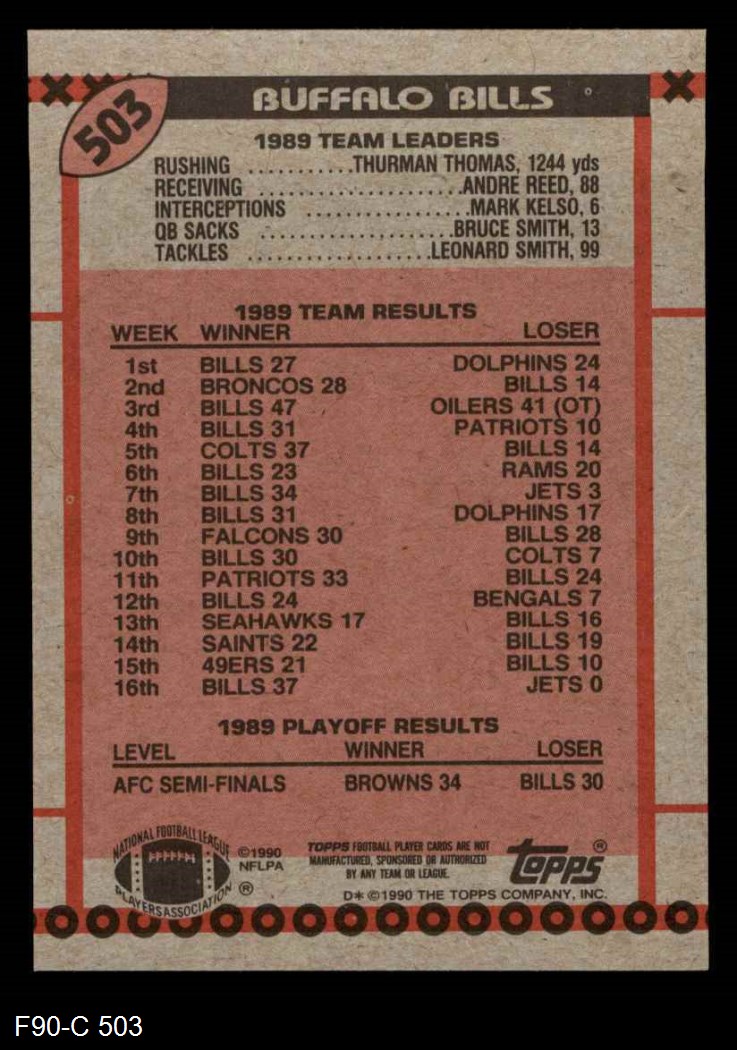 503
BUFFALO BILLS
1989 TEAM LEADERS
RUSHING ...........THURMAN THOMAS, 1244 yds
RECEIVING ......................ANDRE REED, 88
INTERCEPTIONS .................MARK KELSO, 6
QB SACKS .....................BRUCE SMITH, 13
TACKLES ...................LEONARD SMITH, 99
1989 TEAM RESULTS
WEEK WINNER LOSER
1st BILLS 27 DOLPHINS 24
2nd BRONCOS 28 BILLS 14
3rd BILLS 47 OILERS 41 (OT)
4th BILLS 31 PATRIOTS 10
5th COLTS 37 BILLS 14
6th BILLS 23 RAMS 20
7th BILLS 34 JETS 3
8th BILLS 31 DOLPHINS 17
9th FALCONS 30 BILLS 28
10th BILLS 30 COLTS 7
11th PATRIOTS 33 BILLS 24
12th BILLS 24 BENGALS 7
13th SEAHAWKS 17 BILLS 16
14th SAINTS 22 BILLS 19
15th 49ERS 21 BILLS 10
16th BILLS 37 JETS 0
1989 PLAYOFF RESULTS
LEVEL WINNER LOSER
AFC SEMI-FINALS BROWNS 34 BILLS 30
NATIONAL FOOTBALL LEAGUE
PLAYERS ASSOCIATION ®
©1990
NFLPA
TOPPS FOOTBALL PLAYER CARDS ARE NOT
MANUFACTURED, SPONSORED OR AUTHORIZED
BY ANY TEAM OR LEAGUE.
topps®
D* © 1990 THE TOPPS COMPANY, INC.
F90-C 503